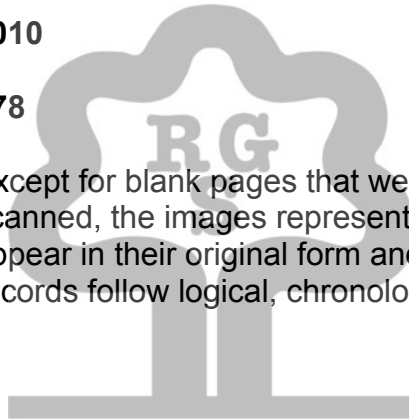 010
78
RG
S
xcept for blank pages that we
canned, the images represent
ppear in their original form and
cords follow logical, chronolo